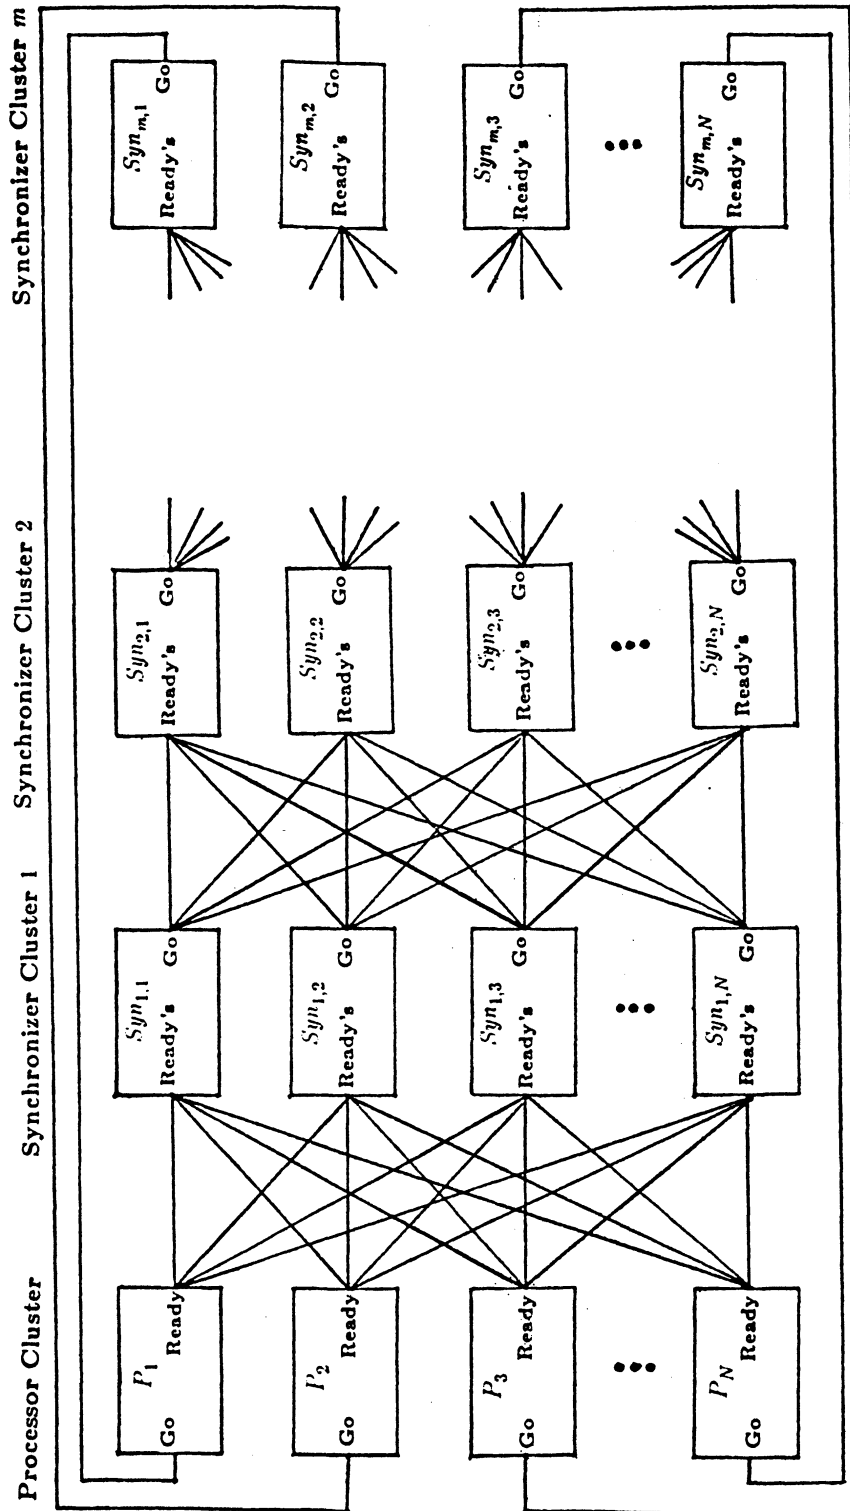 Processor Cluster
Synchronizer Cluster 1
Synchronizer Cluster 2
Synchronizer Cluster m
P₁
Go
Ready
Syn₁,₁
Ready's
Go
Syn₂,₁
Ready's
Go
Synₘ,₁
Ready's
Go
P₂
Go
Ready
Syn₁,₂
Ready's
Go
Syn₂,₂
Ready's
Go
Synₘ,₂
Ready's
Go
P₃
Go
Ready
Syn₁,₃
Ready's
Go
Syn₂,₃
Ready's
Go
Synₘ,₃
Ready's
Go
•••
•••
•••
•••
P_N
Go
Ready
Syn₁,N
Ready's
Go
Syn₂,N
Ready's
Go
Synₘ,N
Ready's
Go